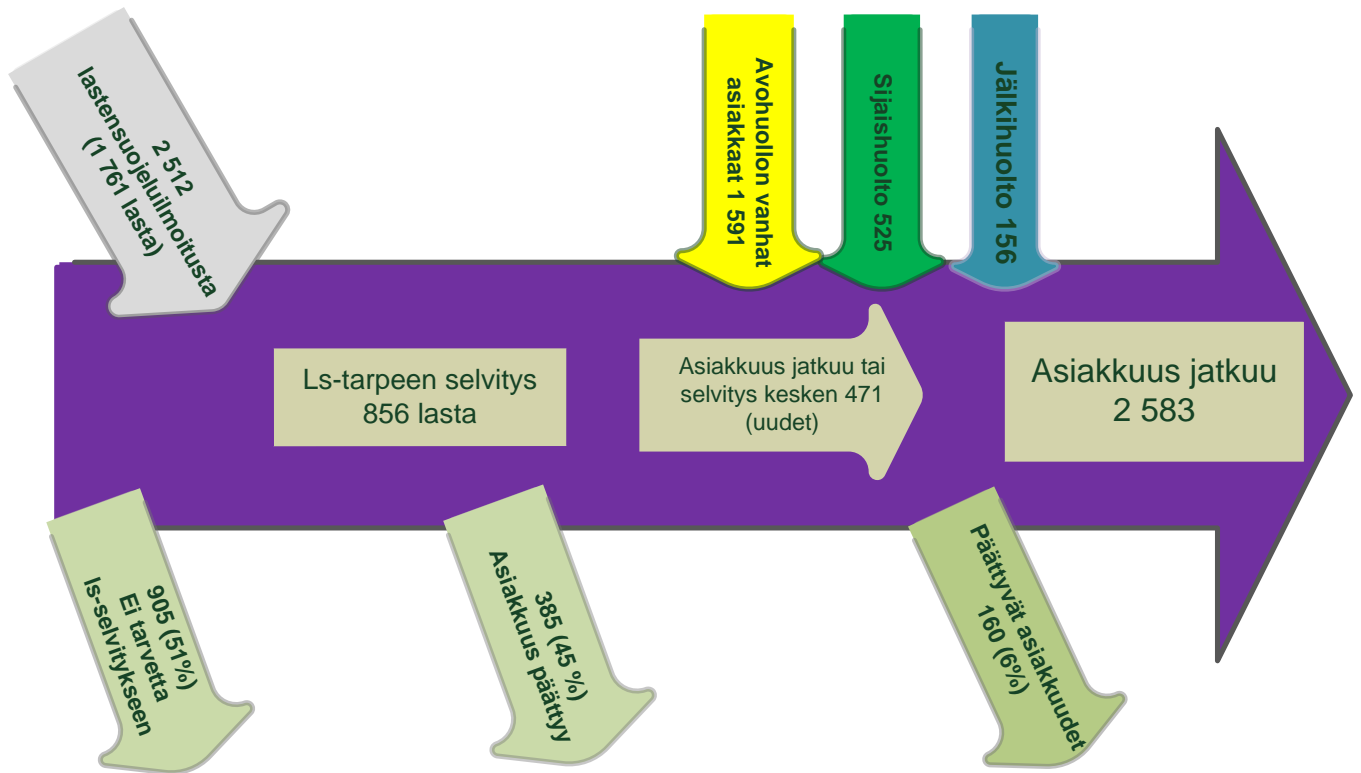 2 512
lastensuojeluilmoitusta
(1 761 lasta)
Avohuollon vanhat
asiakkaat 1 591
Sijaishuolto 525
Jälkihuolto 156
Ls-tarpeen selvitys
856 lasta
Asiakkuus jatkuu tai
selvitys kesken 471
(uudet)
Asiakkuus jatkuu
2 583
905 (51%)
Ei tarvetta
ls-selvitykseen
385 (45 %)
Asiakkuus päättyy
Päättyvät asiakkuudet
160 (6%)